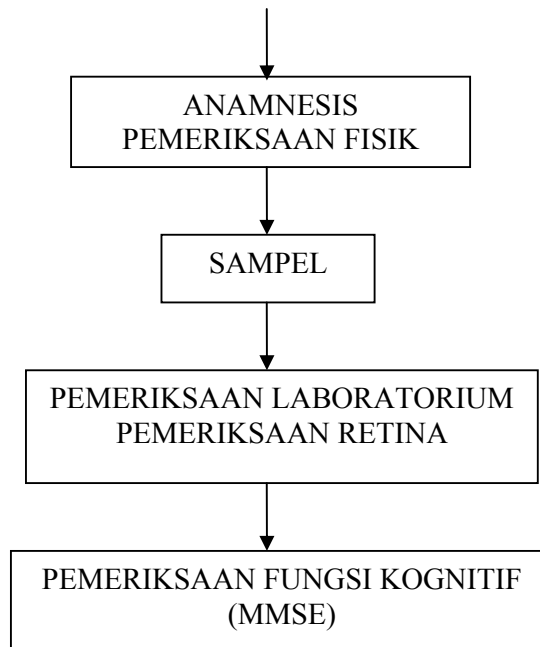 ANAMNESIS
PEMERIKSAAN FISIK
SAMPEL
PEMERIKSAAN LABORATORIUM
PEMERIKSAAN RETINA
PEMERIKSAAN FUNGSI KOGNITIF
(MMSE)